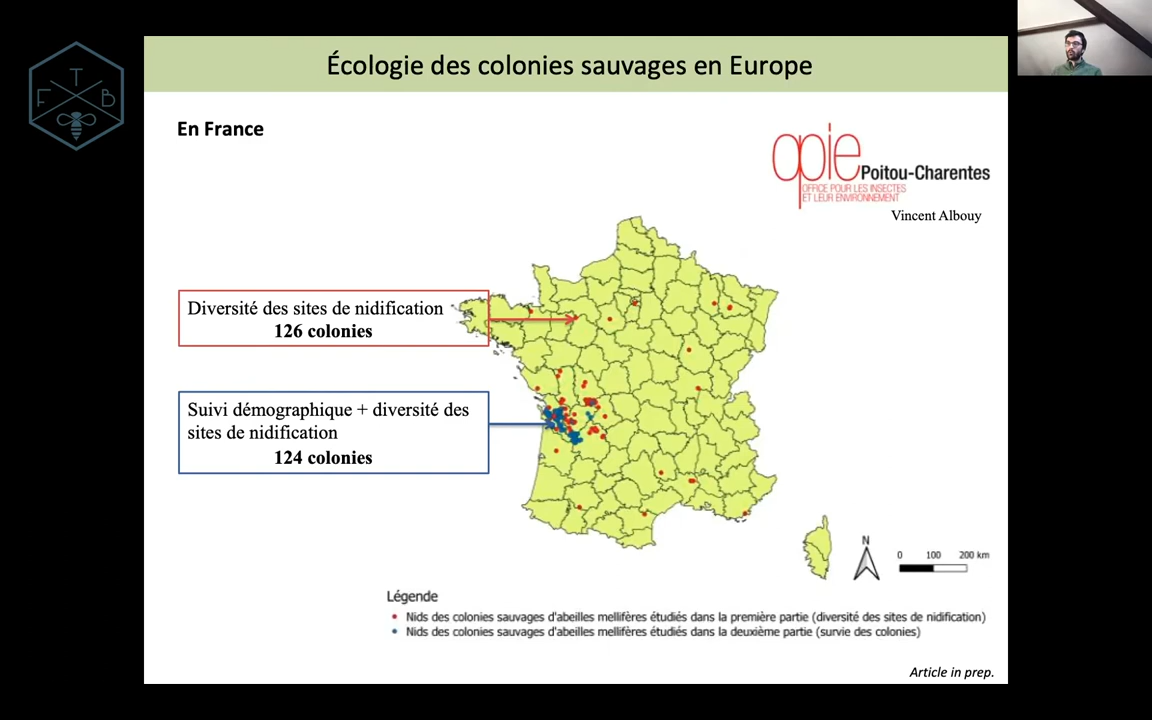 T
F B
Écologie des colonies sauvages en Europe
En France
opie
Poitou-Charentes
OFFICE POUR LES INSECTES
ET LEUR ENVIRONNEMENT
Vincent Albouy
Diversité des sites de nidification
126 colonies
Suivi démographique + diversité des
sites de nidification
124 colonies
N
0 100 200 km
Légende
Nids des colonies sauvages d'abeilles mellifères étudiés dans la première partie (diversité des sites de nidification)
Nids des colonies sauvages d'abeilles mellifères étudiés dans la deuxième partie (survie des colonies)
Article in prep.